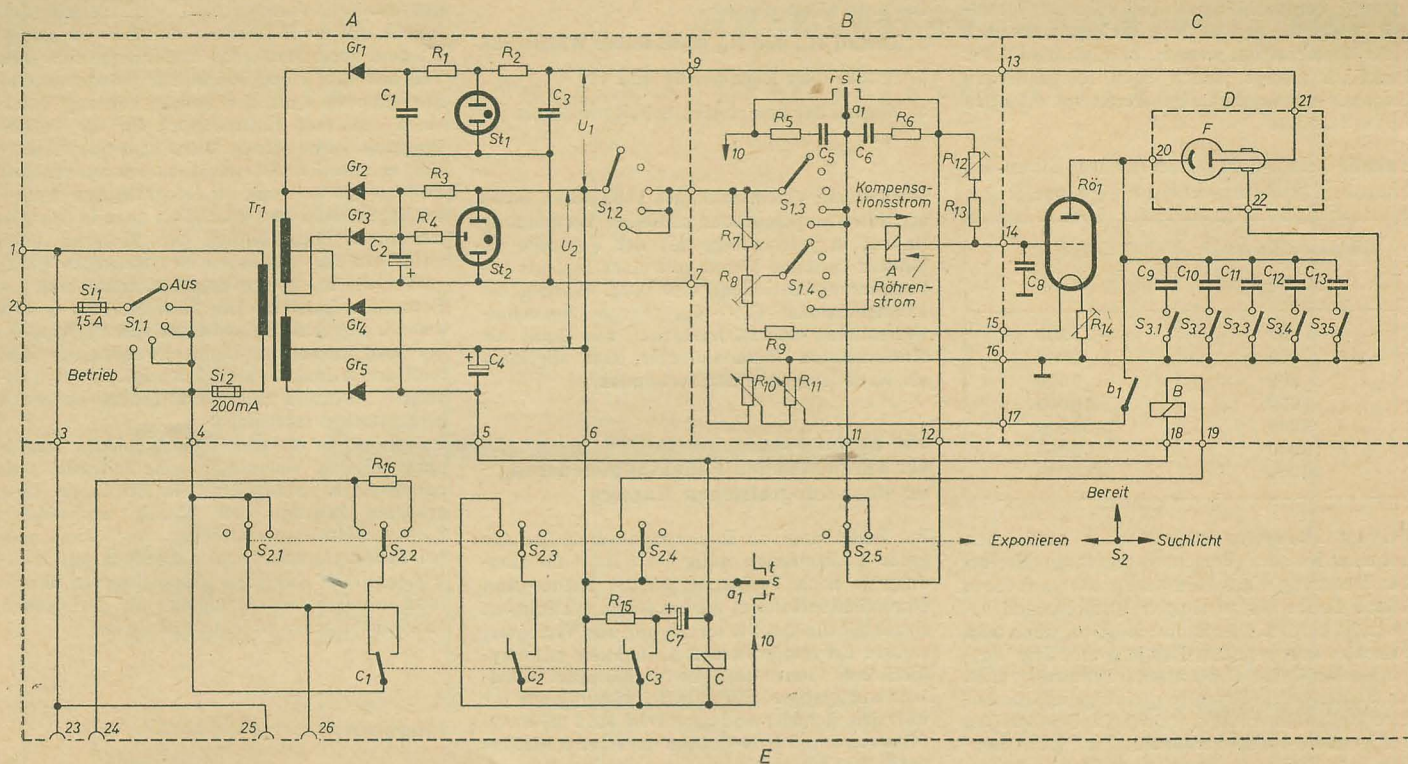 A
B
C
Gr1
R1
R2
9
13
C1
St1
C3
U1
r s t
a1
R5
C5
C6
R6
10
D
F
20
21
22
Gr2
R3
Gr3
R4
C2
+
St2
U2
S1,2
S1,3
R7
R8
S1,4
Kompensa-
tionsstrom
A
Röhren-
strom
R12
R13
14
C8
Rö1
R14
Tr1
1
2
Si1
1,5A
S1,1
Aus
Betrieb
Si2
200mA
7
Gr4
Gr5
+
C4
R9
15
16
R10
R11
17
C9
C10
C11
C12
C13
S3.1
S3.2
S3.3
S3.4
S3.5
b1
B
3
4
5
6
11
12
18
19
R16
S2.1
S2.2
S2.3
S2.4
S2.5
Bereit
Exponieren
Suchlicht
S2
t
s
r
a1
R15
+
C7
10
C1
C2
C3
C
23
24
25
26
E